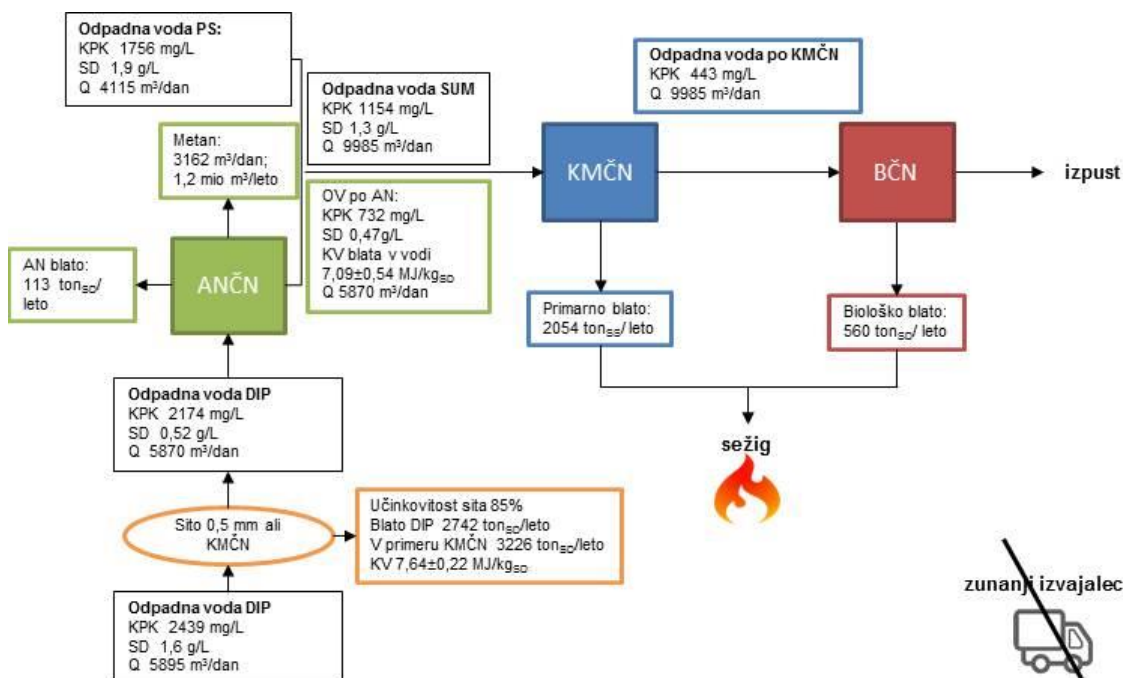 Odpadna voda PS:
KPK 1756 mg/L
SD 1,9 g/L
Q 4115 m³/dan
Odpadna voda SUM
KPK 1154 mg/L
SD 1,3 g/L
Q 9985 m³/dan
Odpadna voda po KMČN
KPK 443 mg/L
Q 9985 m³/dan
Metan:
3162 m³/dan;
1,2 mio m³/leto
KMČN
BČN
izpust
OV po AN:
KPK 732 mg/L
SD 0,47g/L
KV blata v vodi
7,09±0,54 MJ/kgSD
Q 5870 m³/dan
AN blato:
113 tonSD/
leto
ANČN
Primarno blato:
2054 tonSS/ leto
Biološko blato:
560 tonSD/ leto
Odpadna voda DIP
KPK 2174 mg/L
SD 0,52 g/L
Q 5870 m³/dan
sežig
Sito 0,5 mm ali
KMČN
Učinkovitost sita 85%
Blato DIP 2742 tonSD/leto
V primeru KMČN 3226 tonSD/leto
KV 7,64±0,22 MJ/kgSD
Odpadna voda DIP
KPK 2439 mg/L
SD 1,6 g/L
Q 5895 m³/dan
zunanji izvajalec